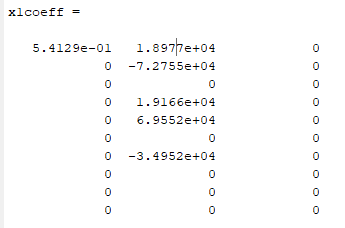 x1coeff =
5.4129e-01 1.8977e+04 0
0 -7.2755e+04 0
0 0 0
0 1.9166e+04 0
0 6.9552e+04 0
0 0 0
0 -3.4952e+04 0
0 0 0
0 0 0
0 0 0